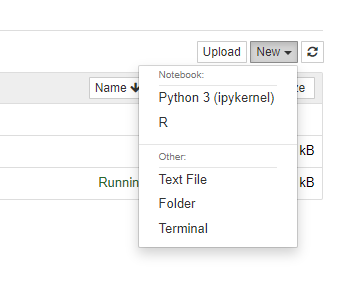 Upload New
Name
Notebook:
Python 3 (ipykernel)
R
kB
Other:
Text File
Running kB
Folder
Terminal